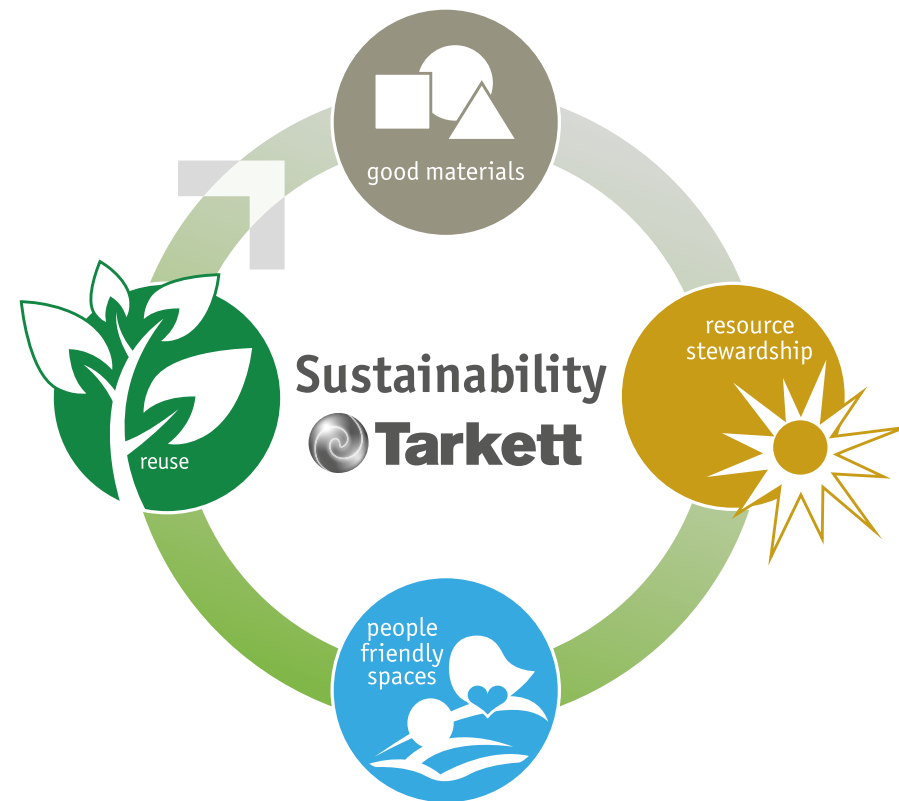 good materials
resource
stewardship
Sustainability
Tarkett
reuse
people
friendly
spaces